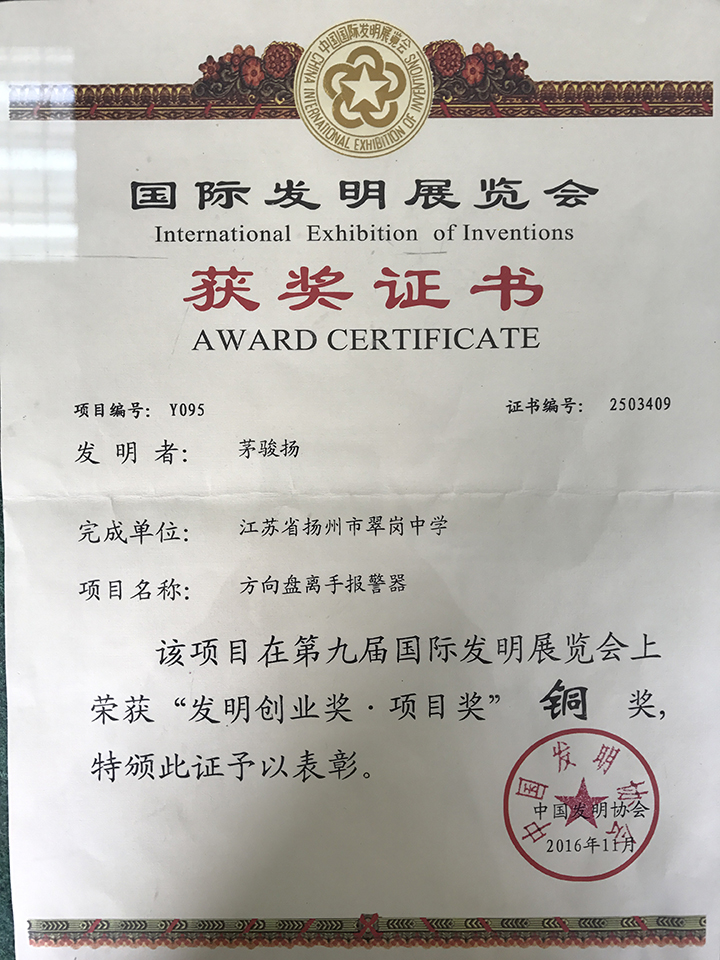 中国国际发明展览会
CHINA INTERNATIONAL EXHIBITION OF INVENTIONS
国际发明展览会
International Exhibition of Inventions
获奖证书
AWARD CERTIFICATE
项目编号: Y095 证书编号: 2503409
发明者: 茅骏扬
完成单位: 江苏省扬州市翠岗中学
项目名称: 方向盘离手报警器
该项目在第九届国际发明展览会上
荣获“发明创业奖·项目奖” 铜 奖,
特颁此证予以表彰。
中国发明协会
中国发明协会
2016年11月